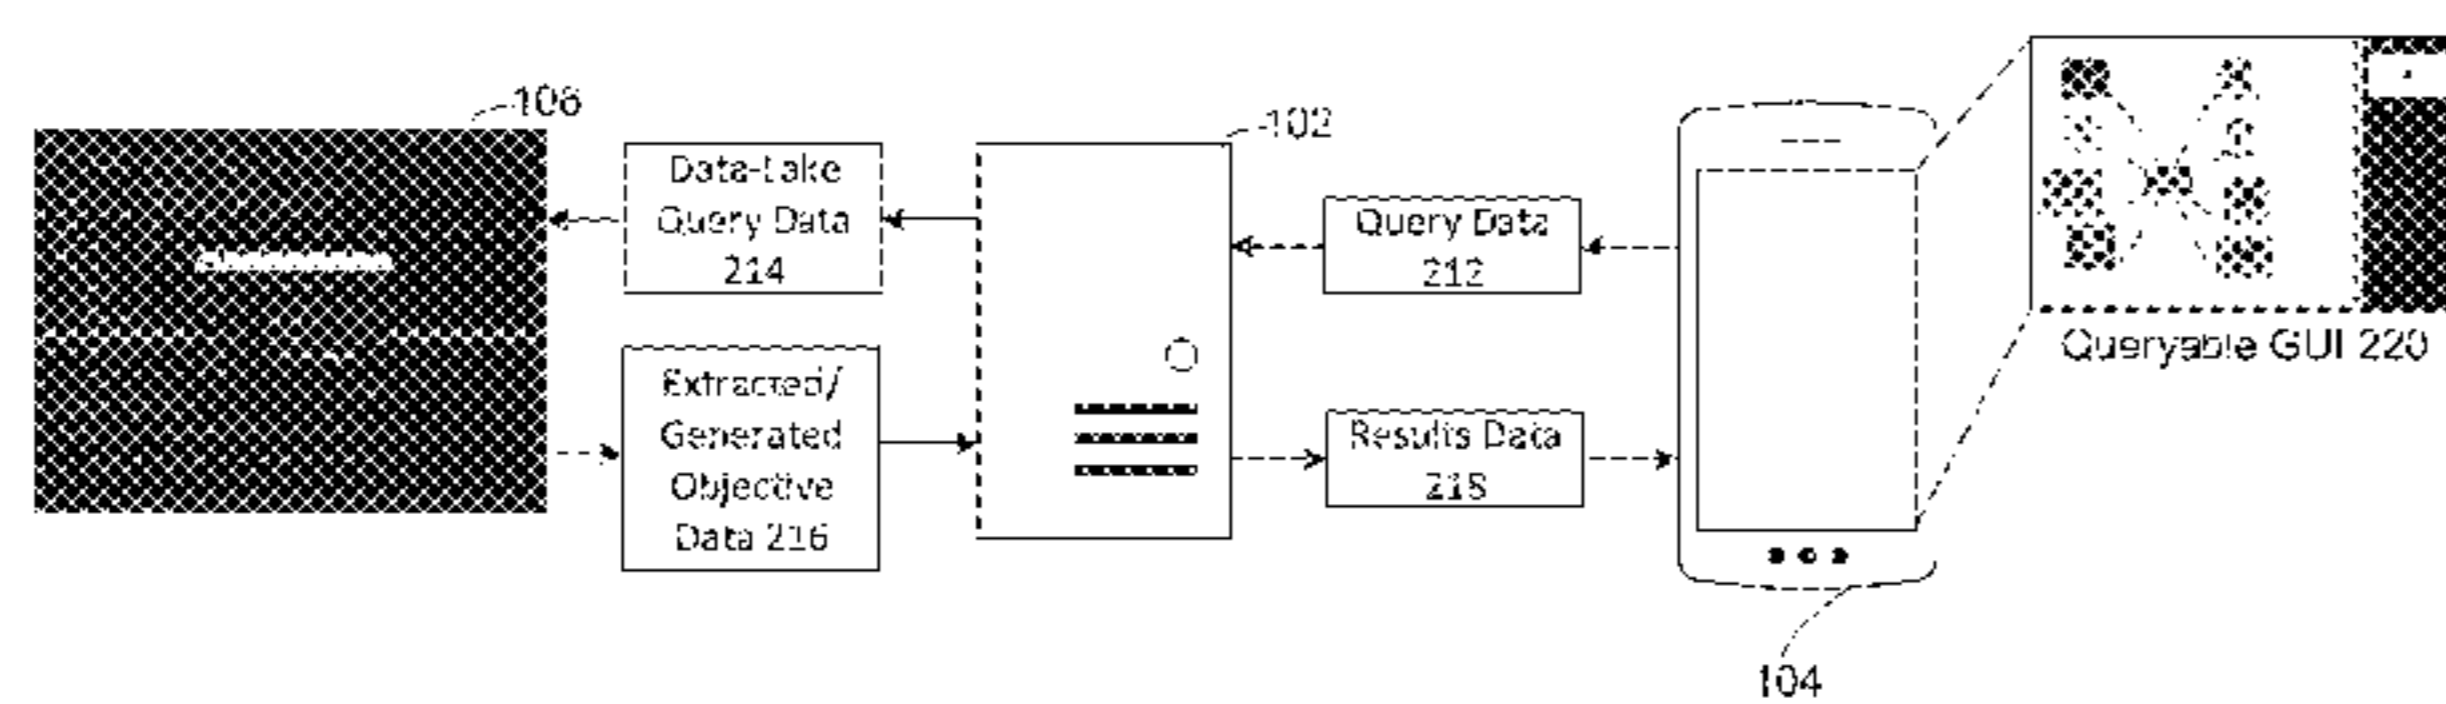 106
102
Data-Lake
Query Data
214
Query Data
212
Extracted/
Generated
Objective
Data 216
Results Data
218
Queryable GUI 220
104